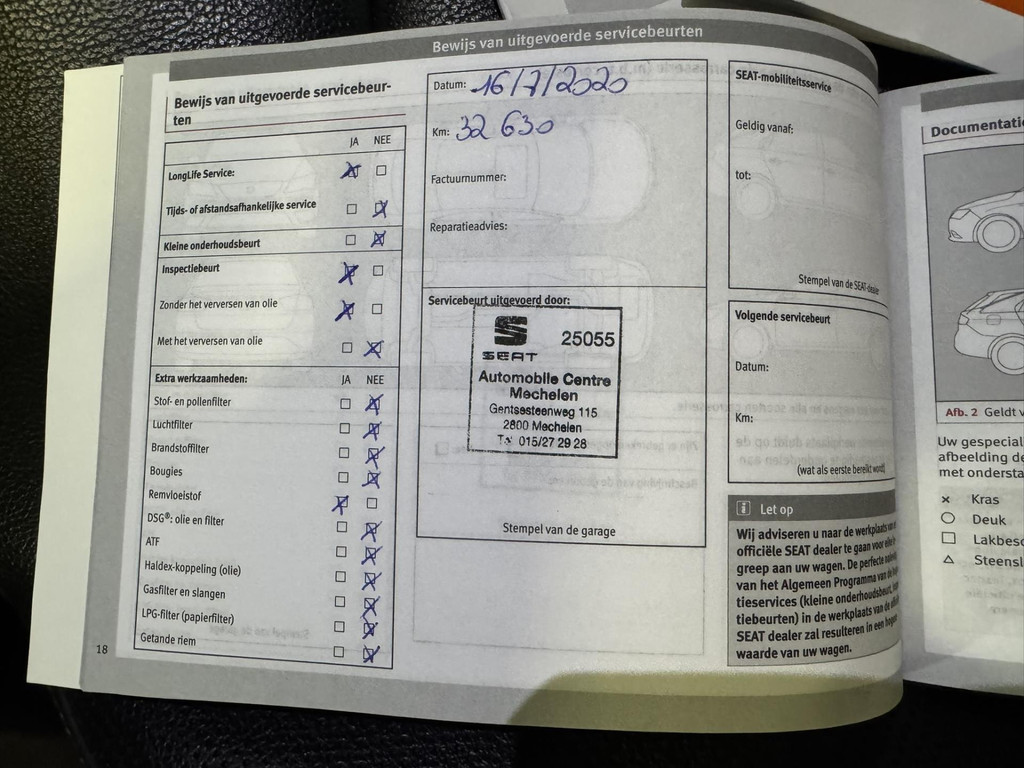 Bewijs van uitgevoerde servicebeurten
Bewijs van uitgevoerde servicebeur-
ten
JA NEE
LongLife Service:
Tijds- of afstandsafhankelijke service
Kleine onderhoudsbeurt
Inspectiebeurt
Zonder het verversen van olie
Met het verversen van olie
Extra werkzaamheden: JA NEE
Stof- en pollenfilter
Luchtfilter
Brandstoffilter
Bougies
Remvloeistof
DSG®: olie en filter
ATF
Haldex-koppeling (olie)
Gasfilter en slangen
LPG-filter (papierfilter)
Getande riem
18
Datum: 16/7/2020
Km: 32 630
Factuurnummer:
Reparatieadvies:
Servicebeurt uitgevoerd door:
25055
SEAT
Automobile Centre
Mechelen
Gentsesteenweg 115
2800 Mechelen
015/27 29 28
Stempel van de garage
SEAT-mobiliteitsservice
Geldig vanaf:
tot:
Stempel van de SEAT-dealer
Volgende servicebeurt
Datum:
Km:
(wat als eerste bereikt wordt)
Let op
Wij adviseren u naar de werkplaats van
officiële SEAT dealer te gaan voor elke
greep aan uw wagen. De perfecte
van het Algemeen Programma van de
tieservices (kleine onderhoudsbeurt,
tiebeurten) in de werkplaats van de
SEAT dealer zal resulteren in een
waarde van uw wagen.
Documentatie
Afb. 2 Geldt v
Uw gespecial
afbeelding de
met ondersta
Kras
Deuk
Lakbesc
Steensl